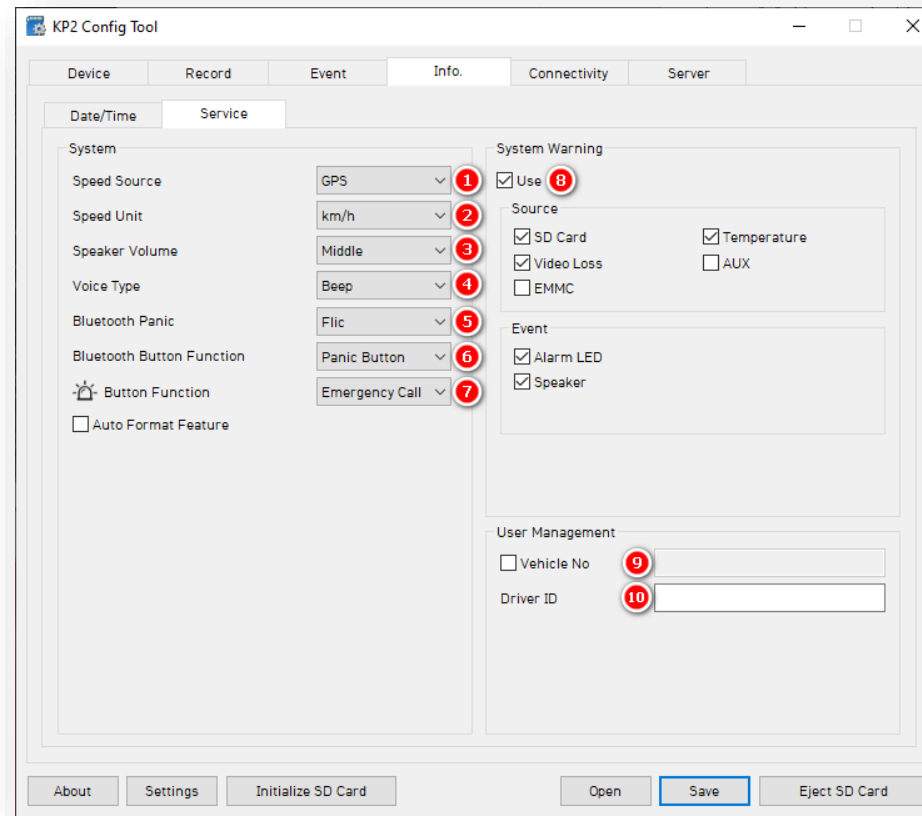 KP2 Config Tool
Device Record Event Info. Connectivity Server
Date/Time Service
System
Speed Source GPS 1
Speed Unit km/h 2
Speaker Volume Middle 3
Voice Type Beep 4
Bluetooth Panic Flic 5
Bluetooth Button Function Panic Button 6
Button Function Emergency Call 7
Auto Format Feature
System Warning
Use 8
Source
SD Card Temperature
Video Loss AUX
EMMC
Event
Alarm LED
Speaker
User Management
Vehicle No 9
Driver ID 10
About Settings Initialize SD Card Open Save Eject SD Card